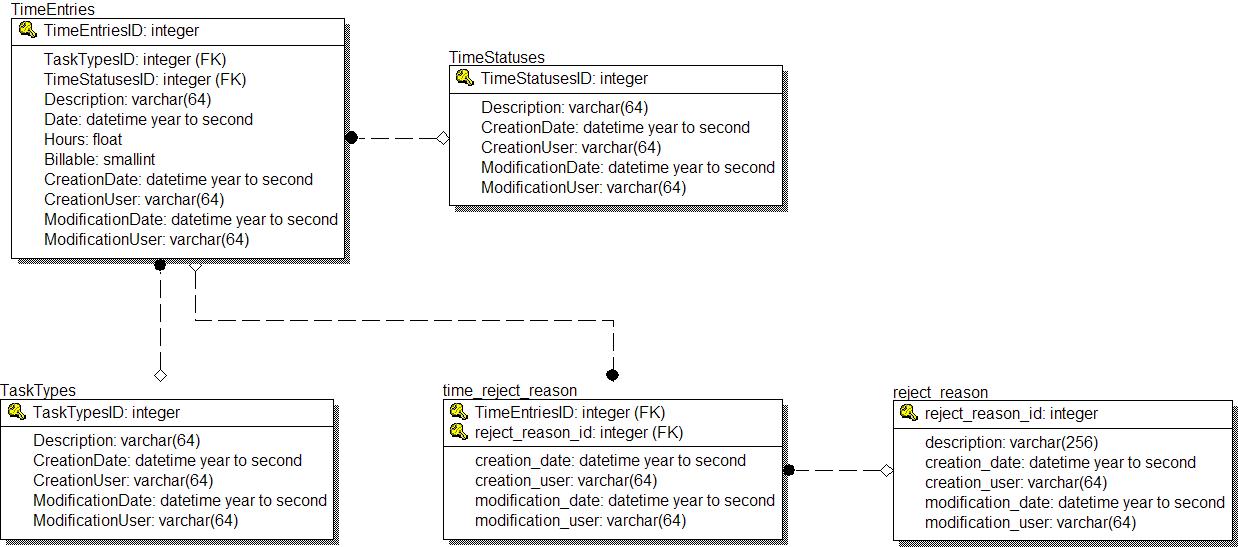 TimeEntries
TimeEntriesID: integer
TaskTypesID: integer (FK)
TimeStatusesID: integer (FK)
Description: varchar(64)
Date: datetime year to second
Hours: float
Billable: smallint
CreationDate: datetime year to second
CreationUser: varchar(64)
ModificationDate: datetime year to second
ModificationUser: varchar(64)
TimeStatuses
TimeStatusesID: integer
Description: varchar(64)
CreationDate: datetime year to second
CreationUser: varchar(64)
ModificationDate: datetime year to second
ModificationUser: varchar(64)
TaskTypes
TaskTypesID: integer
Description: varchar(64)
CreationDate: datetime year to second
CreationUser: varchar(64)
ModificationDate: datetime year to second
ModificationUser: varchar(64)
time_reject_reason
TimeEntriesID: integer (FK)
reject_reason_id: integer (FK)
creation_date: datetime year to second
creation_user: varchar(64)
modification_date: datetime year to second
modification_user: varchar(64)
reject_reason
reject_reason_id: integer
description: varchar(256)
creation_date: datetime year to second
creation_user: varchar(64)
modification_date: datetime year to second
modification_user: varchar(64)